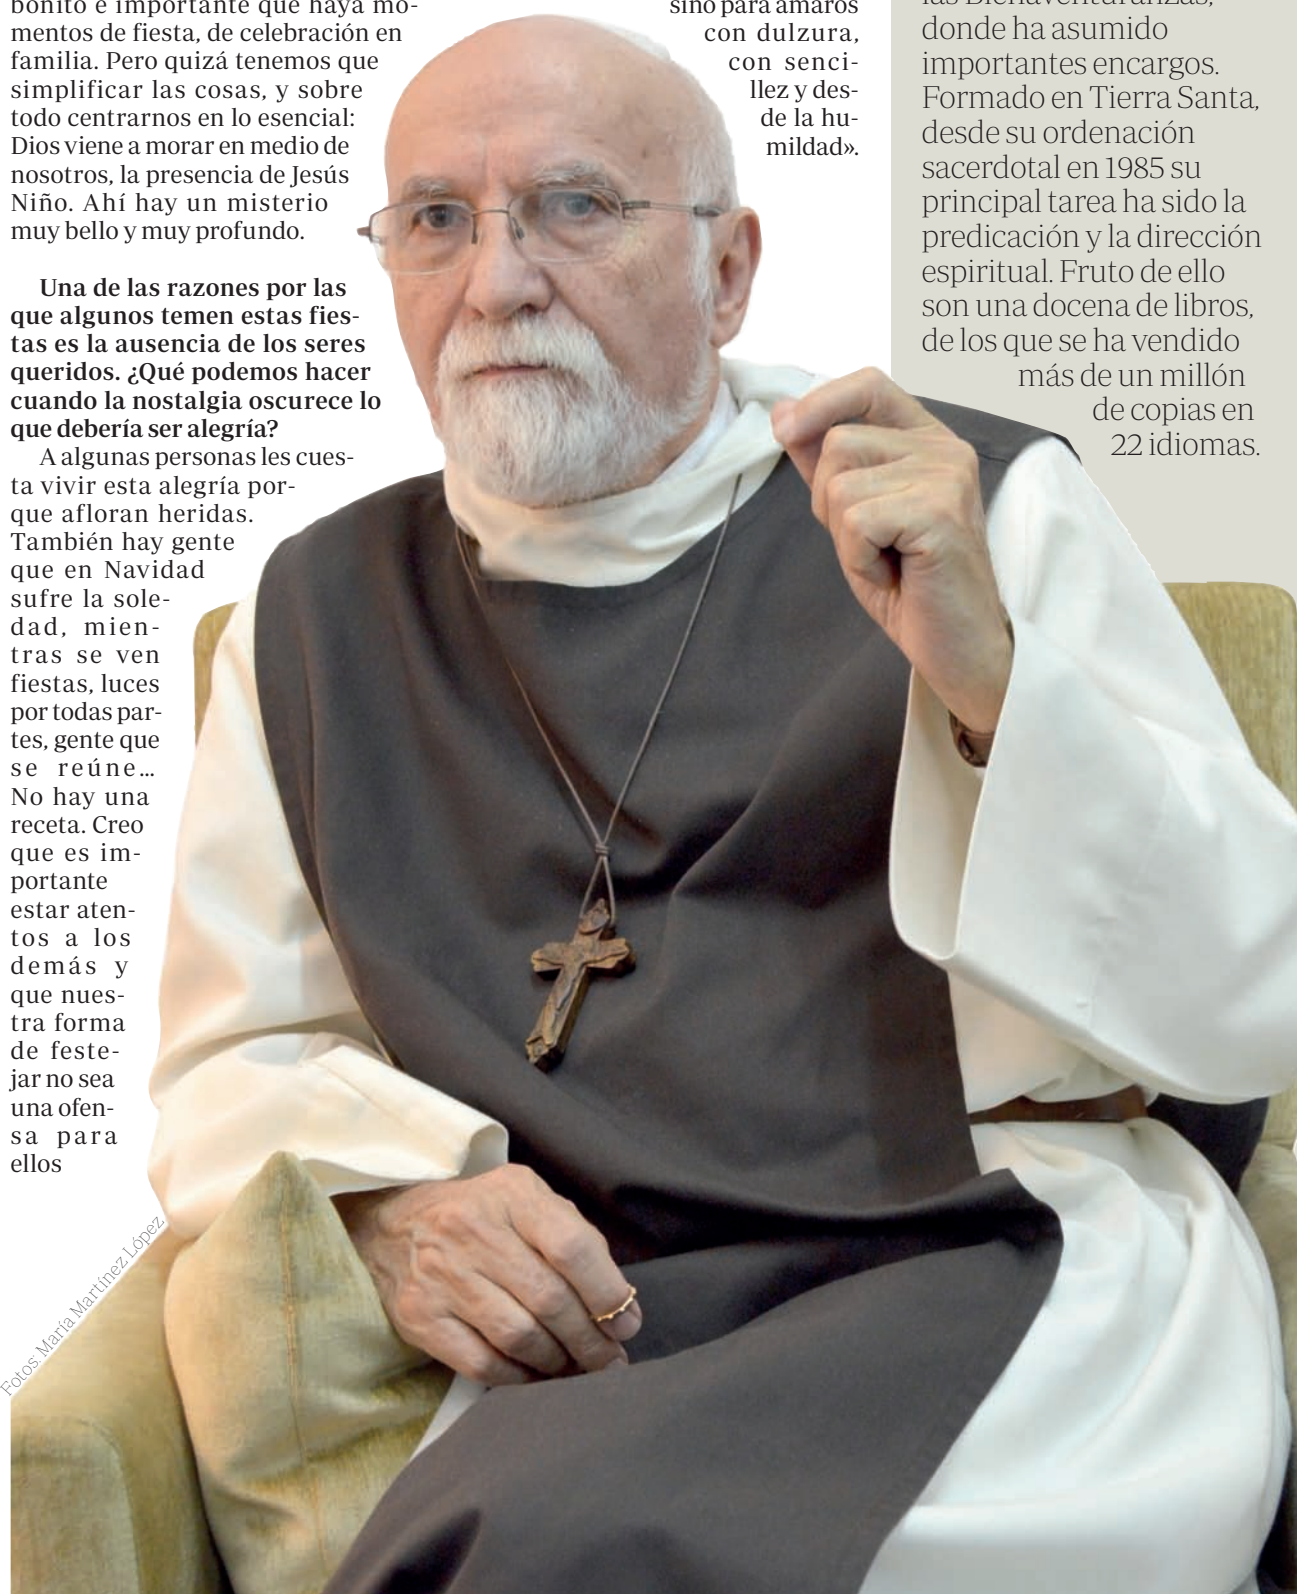 bonito e importante que haya mo-
mentos de fiesta, de celebración en
familia. Pero quizá tenemos que
simplificar las cosas, y sobre
todo centrarnos en lo esencial:
Dios viene a morar en medio de
nosotros, la presencia de Jesús
Niño. Ahí hay un misterio
muy bello y muy profundo.
Una de las razones por las
que algunos temen estas fies-
tas es la ausencia de los seres
queridos. ¿Qué podemos hacer
cuando la nostalgia oscurece lo
que debería ser alegría?
A algunas personas les cues-
ta vivir esta alegría por-
que afloran heridas.
También hay gente
que en Navidad
sufre la sole-
dad, mien-
tras se ven
fiestas, luces
por todas par-
tes, gente que
se reúne...
No hay una
receta. Creo
que es im-
portante
estar aten-
tos a los
demás y
que nues-
tra forma
de feste-
jar no sea
una ofen-
sa para
ellos
sino para amaros
con dulzura,
con senci-
llez y des-
de la hu-
mildad».
las Bienaventuranzas,
donde ha asumido
importantes encargos.
Formado en Tierra Santa,
desde su ordenación
sacerdotal en 1985 su
principal tarea ha sido la
predicación y la dirección
espiritual. Fruto de ello
son una docena de libros,
de los que se ha vendido
más de un millón
de copias en
22 idiomas.
Fotos: María Martínez López